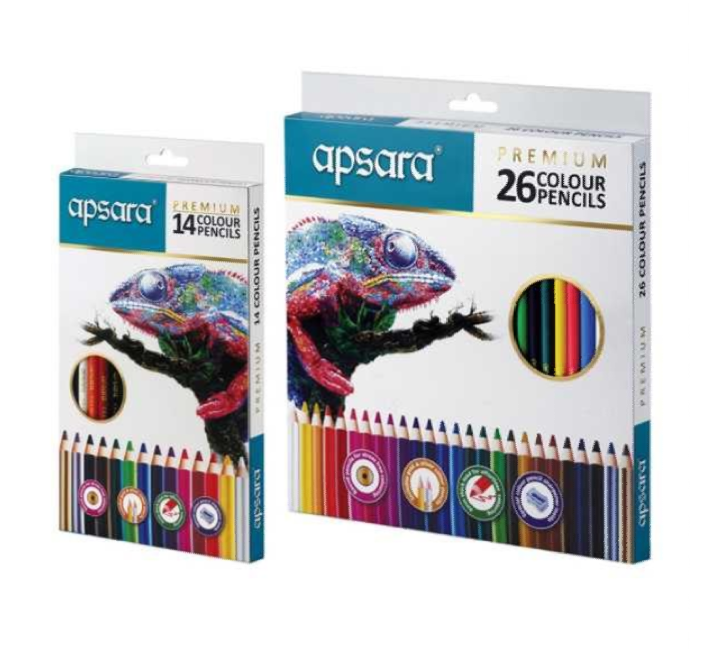 apsara
PREMIUM
14 COLOUR
PENCILS
14 COLOUR PENCILS
PREMIUM
apsara
apsara
PREMIUM
26 COLOUR
PENCILS
26 COLOUR PENCILS
PREMIUM
apsara